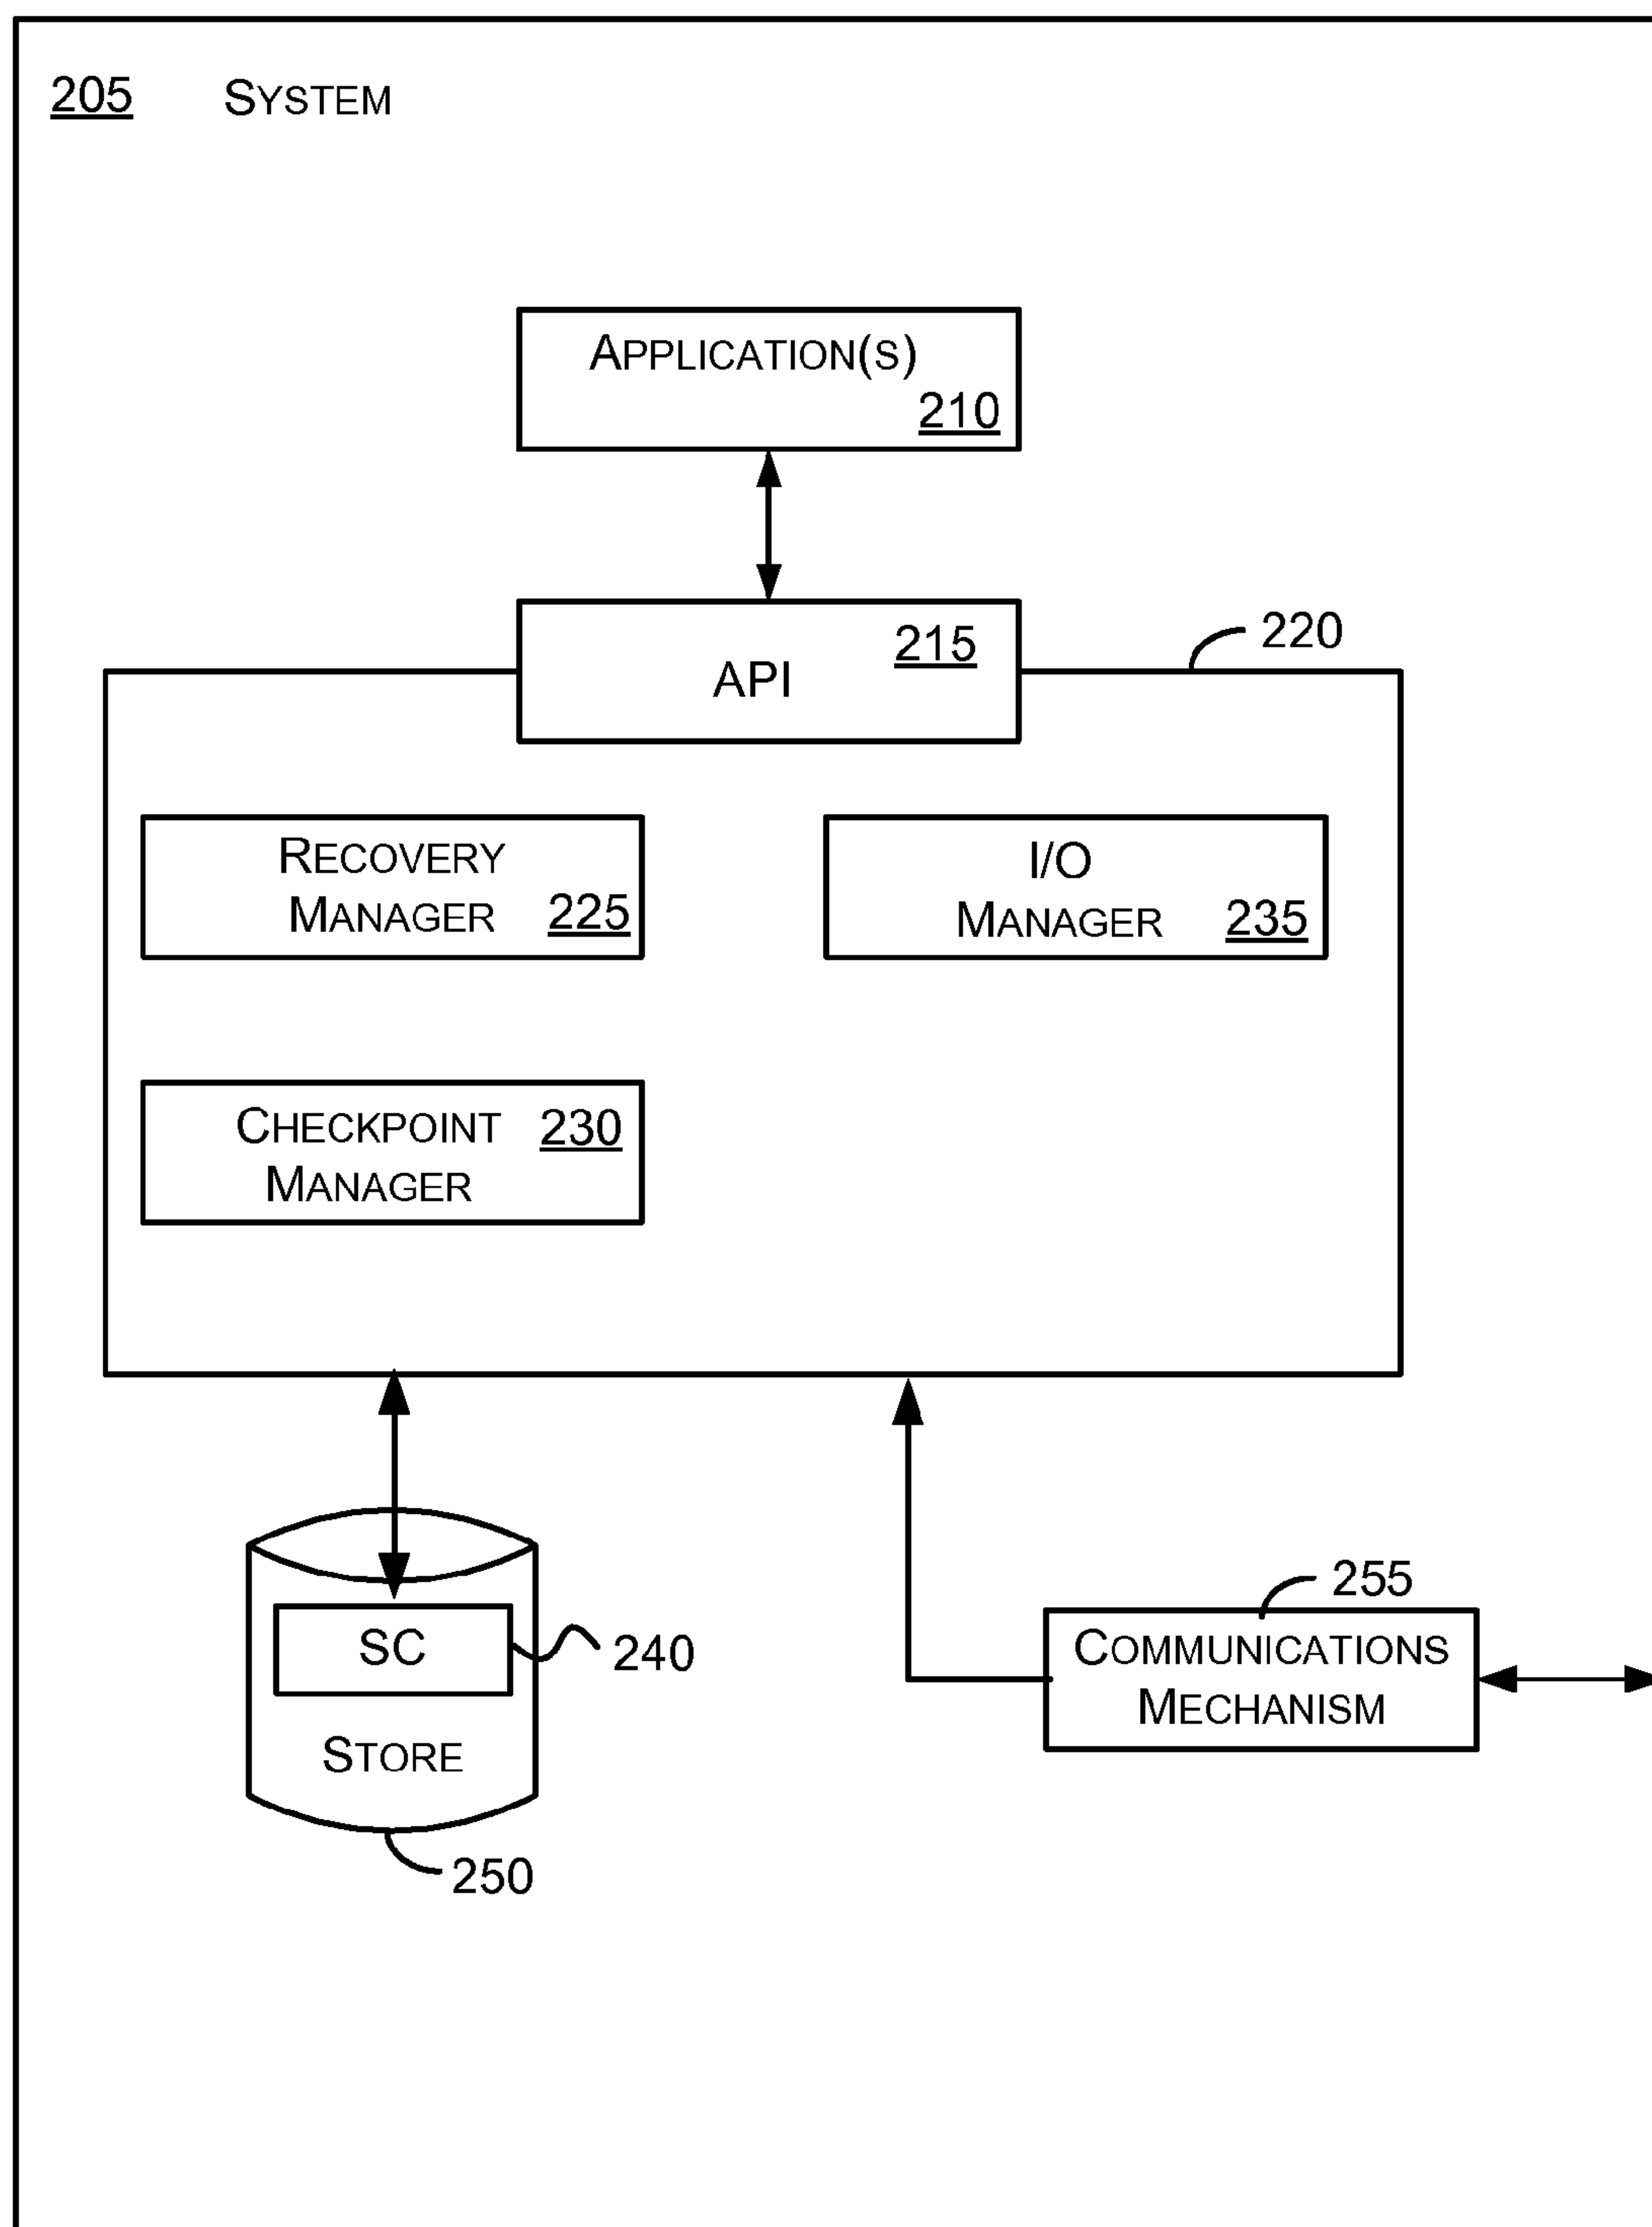 205 SYSTEM
APPLICATION(S)
210
215
API
220
RECOVERY
MANAGER 225
I/O
MANAGER 235
CHECKPOINT 230
MANAGER
SC
240
STORE
250
255
COMMUNICATIONS
MECHANISM